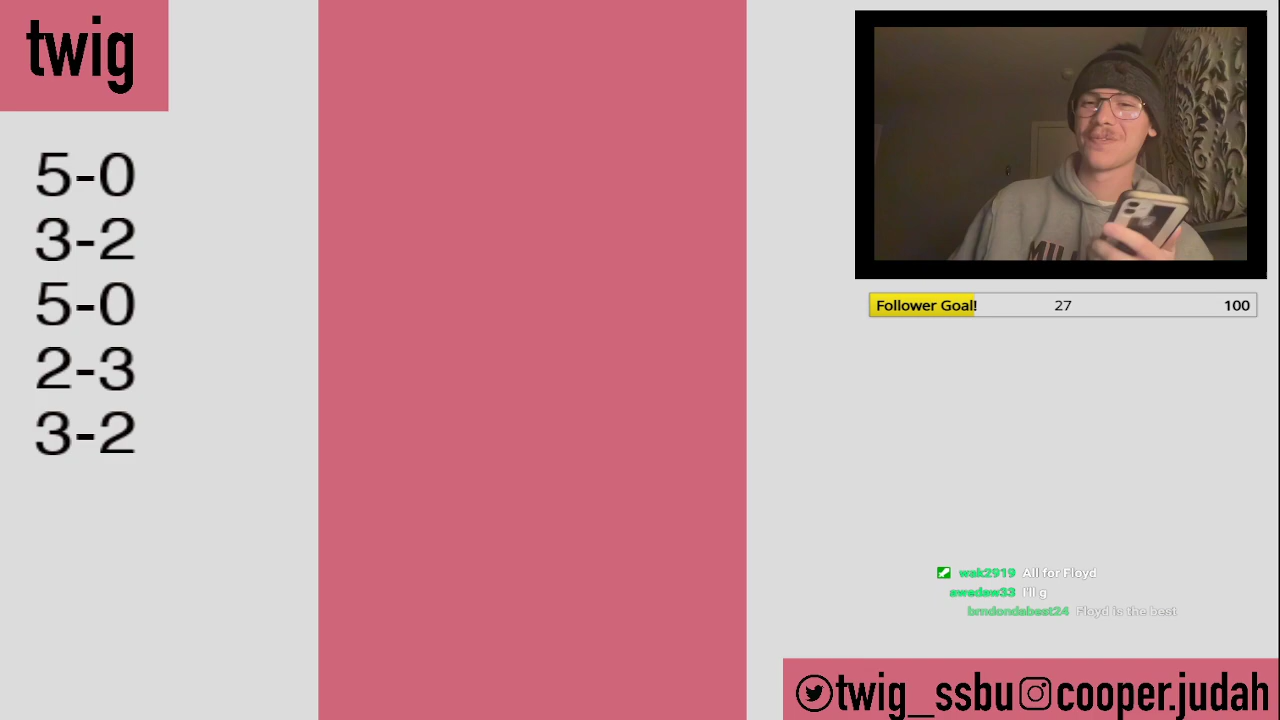 twig
5-0
3-2
5-0
2-3
3-2
Follower Goal! 27 100
wak2919 All for Floyd
awedaw33 I'll g
brndondabest24 Floyd is the best
twig_ssbu cooper.judah